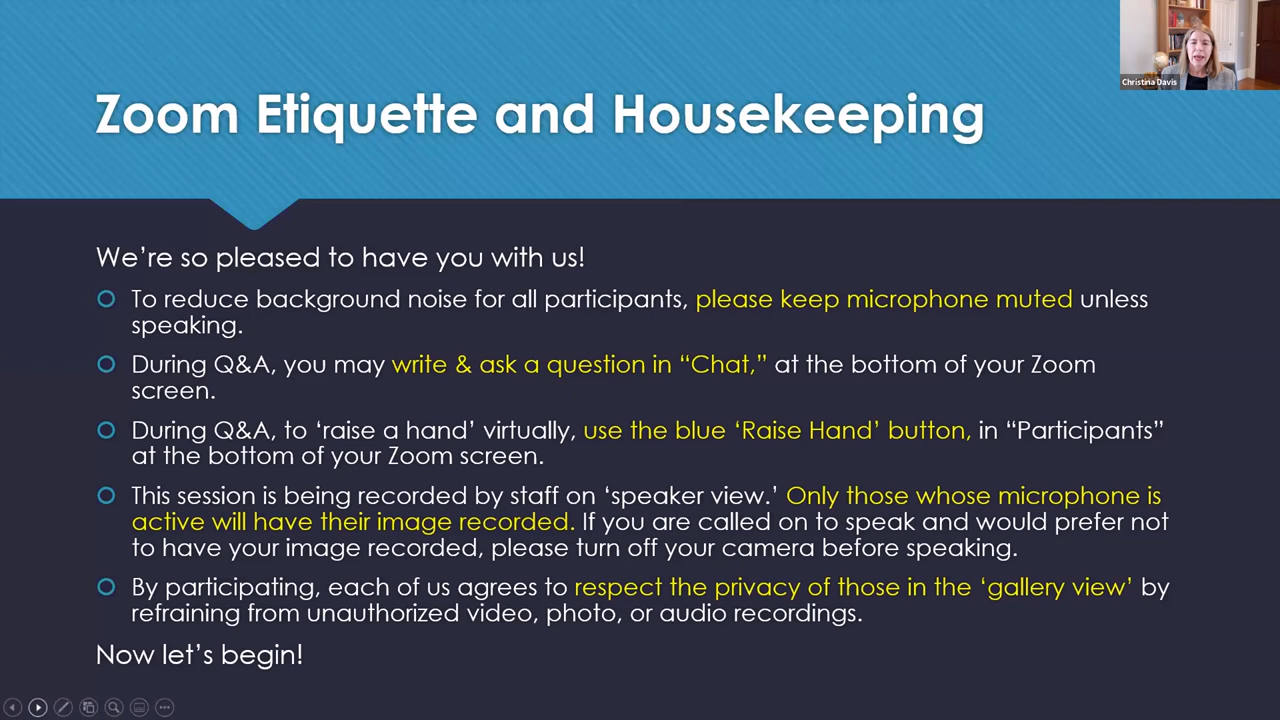 Christina Davis
Zoom Etiquette and Housekeeping
We’re so pleased to have you with us!
To reduce background noise for all participants, please keep microphone muted unless
speaking.
During Q&A, you may write & ask a question in “Chat,” at the bottom of your Zoom
screen.
During Q&A, to ‘raise a hand’ virtually, use the blue ‘Raise Hand’ button, in “Participants”
at the bottom of your Zoom screen.
This session is being recorded by staff on ‘speaker view.’ Only those whose microphone is
active will have their image recorded. If you are called on to speak and would prefer not
to have your image recorded, please turn off your camera before speaking.
By participating, each of us agrees to respect the privacy of those in the ‘gallery view’ by
refraining from unauthorized video, photo, or audio recordings.
Now let’s begin!